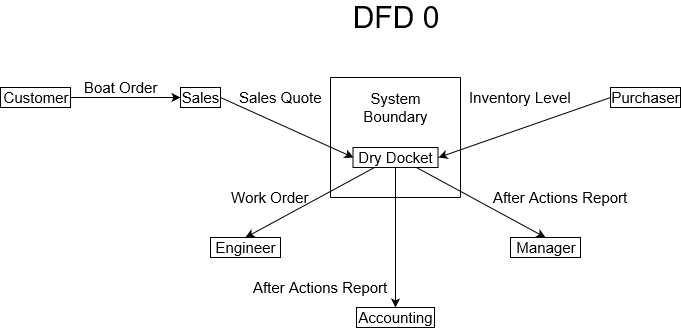 DFD 0
Boat Order
Customer
Sales
Sales Quote
System
Boundary
Inventory Level
Purchaser
Dry Docket
Work Order
After Actions Report
Engineer
Manager
After Actions Report
Accounting